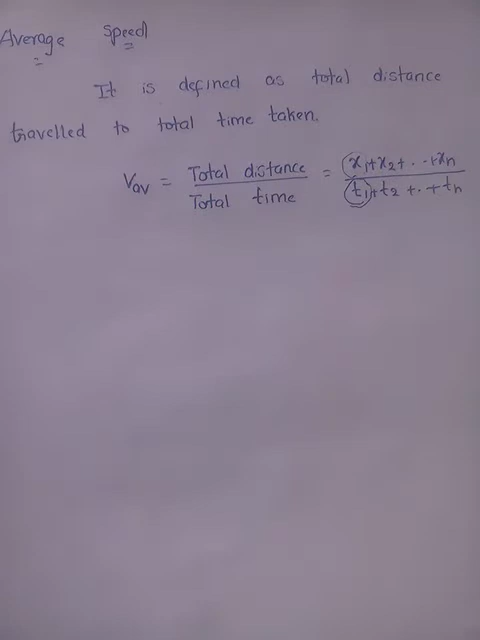 Average Speed
It is defined as total distance
travelled to total time taken.
Vav = Total distance / Total time = x1+x2+..+xn / t1+t2+.+tn